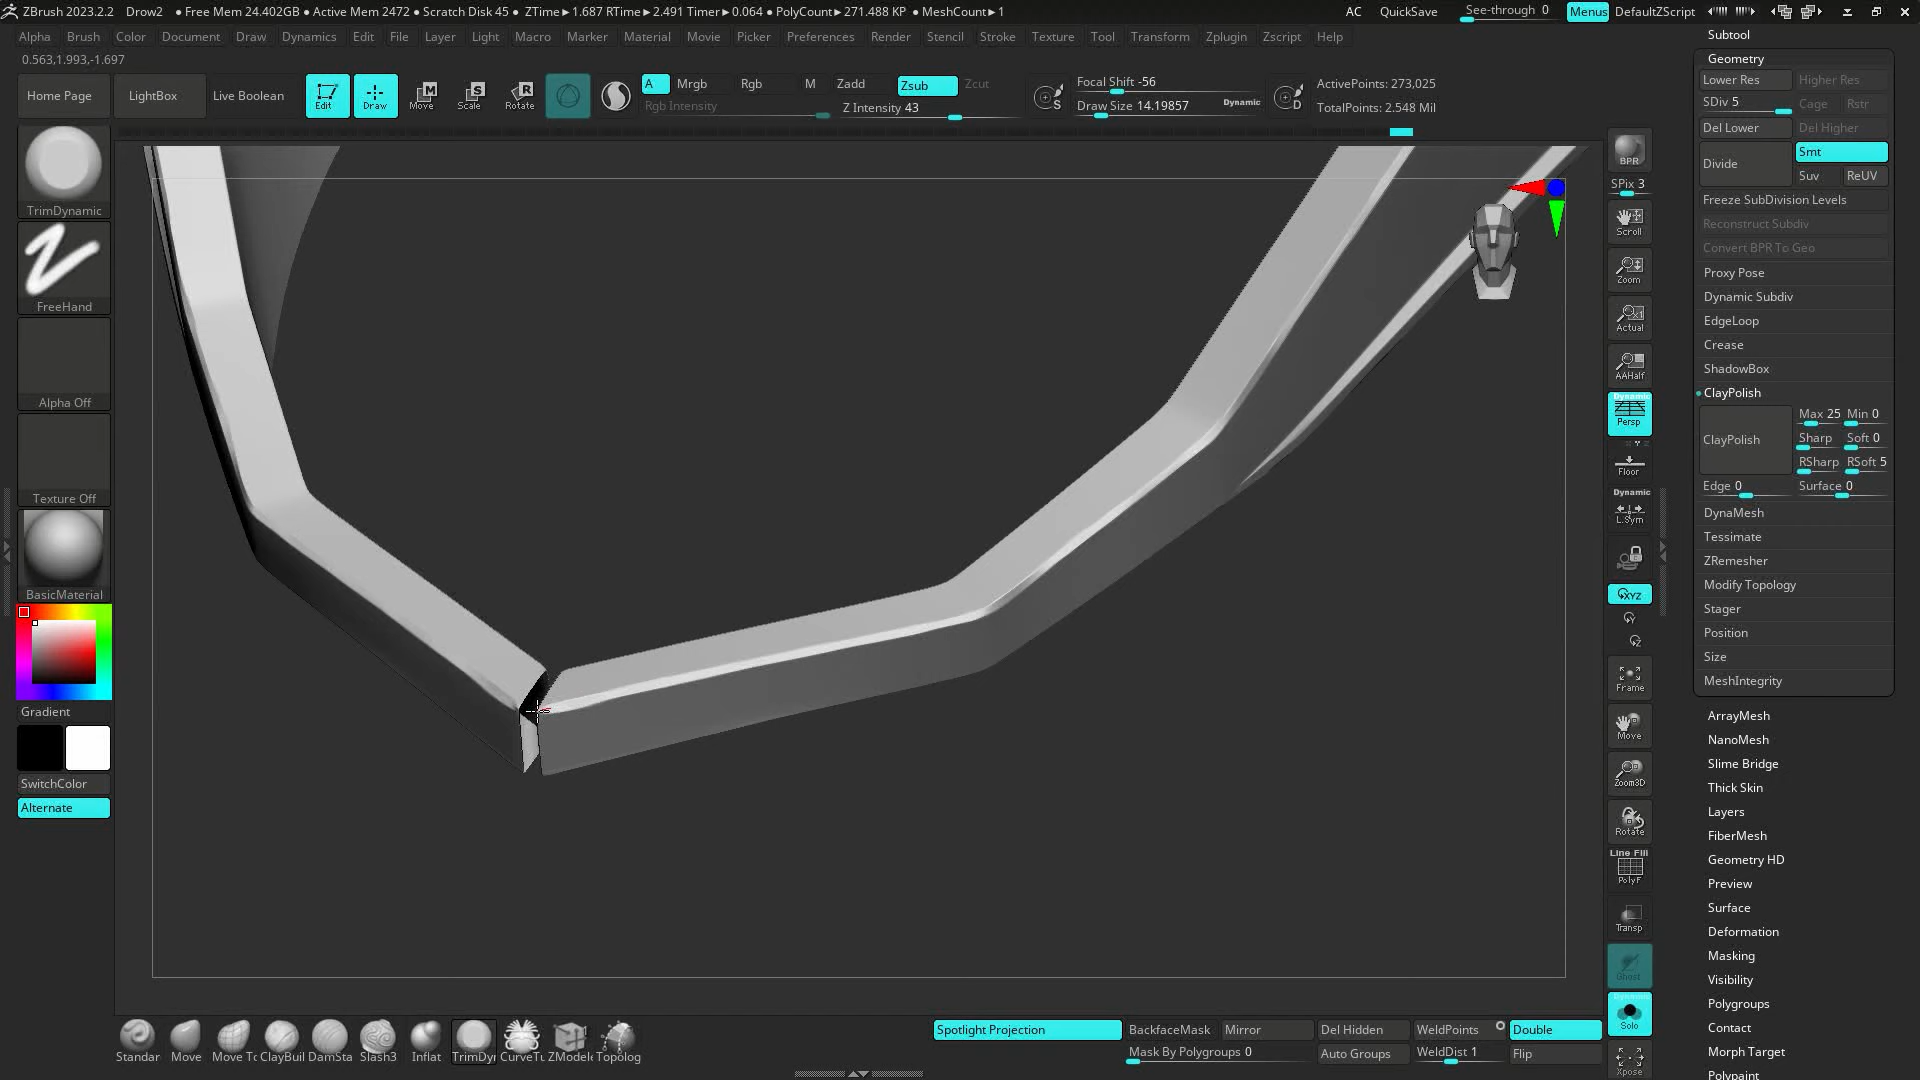 ZBrush 2023.2.2 Drow2 ● Free Mem 24.402GB ● Active Mem 2472 ● Scratch Disk 45 ● ZTime►1.687 RTime►2.491 Timer►0.064 ● PolyCount►271.488 KP ● MeshCount►1
AC QuickSave See-through 0 Menus DefaultZScript
Alpha Brush Color Document Draw Dynamics Edit File Layer Light Macro Marker Material Movie Picker Preferences Render Stencil Stroke Texture Tool Transform Zplugin Zscript Help
0.563,1.993,-1.697
Home Page LightBox Live Boolean Edit Draw Move Scale Rotate
A Mrgb Rgb M Zadd Zsub Zcut
Rgb Intensity Z Intensity 43
Focal Shift -56
Draw Size 14.19857 Dynamic
ActivePoints: 273,025
TotalPoints: 2.548 Mil
TrimDynamic
FreeHand
Alpha Off
Texture Off
BasicMaterial
Gradient
SwitchColor
Alternate
BPR
SPix 3
Scroll
Zoom
Actual
AAHalf
Dynamic
Persp
Floor
Dynamic
L.Sym
XYZ
Y
Z
Frame
Move
Zoom3D
Rotate
Line Fill
PolyF
Transp
Ghost
Dynamic
Solo
Xpose
Subtool
Geometry
Lower Res Higher Res
SDiv 5 Cage Rstr
Del Lower Del Higher
Divide Smt
Suv ReUV
Freeze SubDivision Levels
Reconstruct Subdiv
Convert BPR To Geo
Proxy Pose
Dynamic Subdiv
EdgeLoop
Crease
ShadowBox
ClayPolish
ClayPolish Max 25 Min 0
Sharp Soft 0
RSharp RSoft 5
Edge 0 Surface 0
DynaMesh
Tessimate
ZRemesher
Modify Topology
Stager
Position
Size
MeshIntegrity
ArrayMesh
NanoMesh
Slime Bridge
Thick Skin
Layers
FiberMesh
Geometry HD
Preview
Surface
Deformation
Masking
Visibility
Polygroups
Contact
Morph Target
Polypaint
Standar Move Move Tc ClayBuil DamSta Slash3 Inflat TrimDyr CurveTu ZModele Topolog
Spotlight Projection BackfaceMask Mirror Del Hidden WeldPoints Double
Mask By Polygroups 0 Auto Groups WeldDist 1 Flip